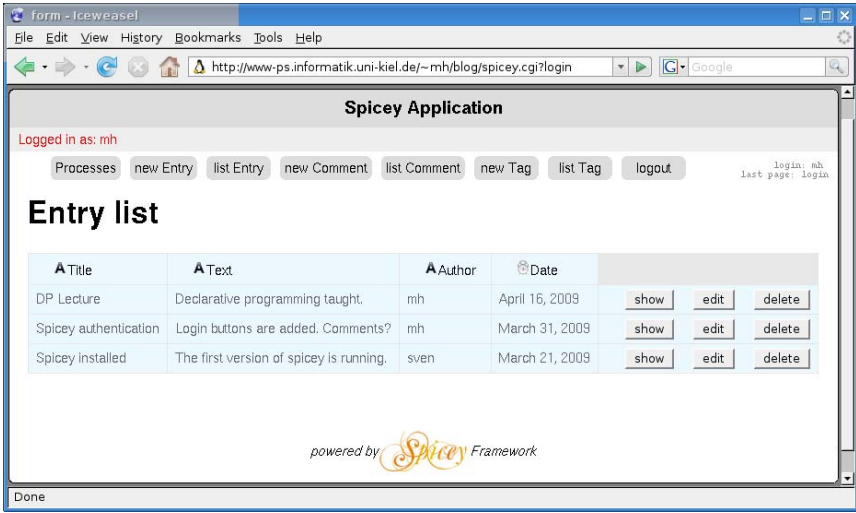 form - Iceweasel
File Edit View History Bookmarks Tools Help
http://www-ps.informatik.uni-kiel.de/~mh/blog/spicey.cgi?login
G Google
Spicey Application
Logged in as: mh
Processes new Entry list Entry new Comment list Comment new Tag list Tag logout
login: mh
last page: login
Entry list
A Title A Text A Author Date
DP Lecture Declarative programming taught. mh April 16, 2009 show edit delete
Spicey authentication Login buttons are added. Comments? mh March 31, 2009 show edit delete
Spicey installed The first version of spicey is running. sven March 21, 2009 show edit delete
powered by Spicey Framework
Done